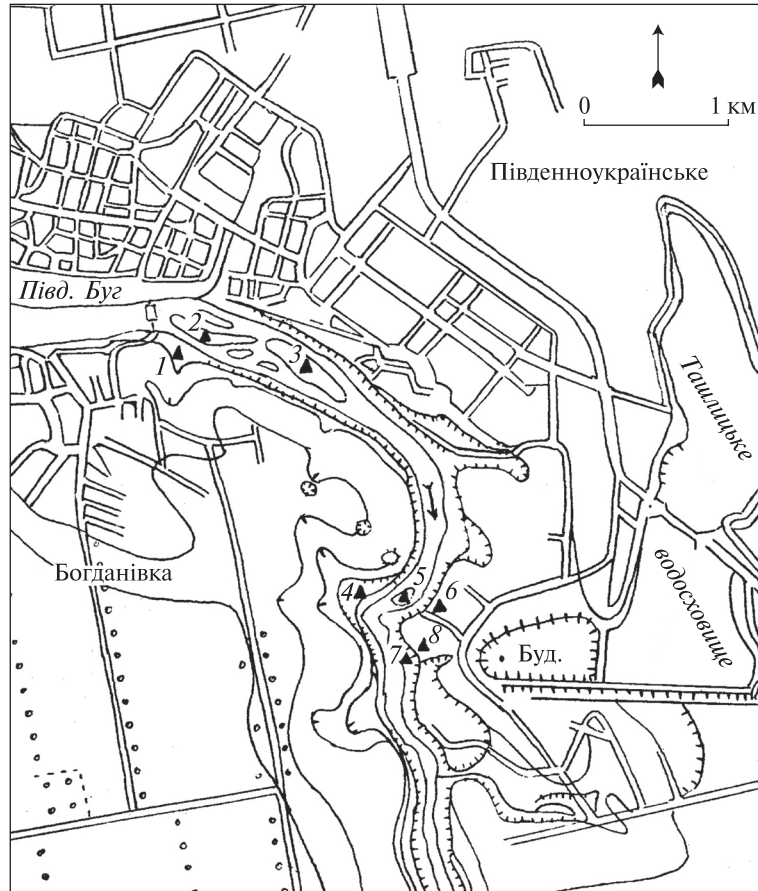 0 1 км
Південноукраїнське
Півд. Буг
2
1
3
Ташлицьке
водосховище
Богданівка
4
5
6
8
7
Буд.